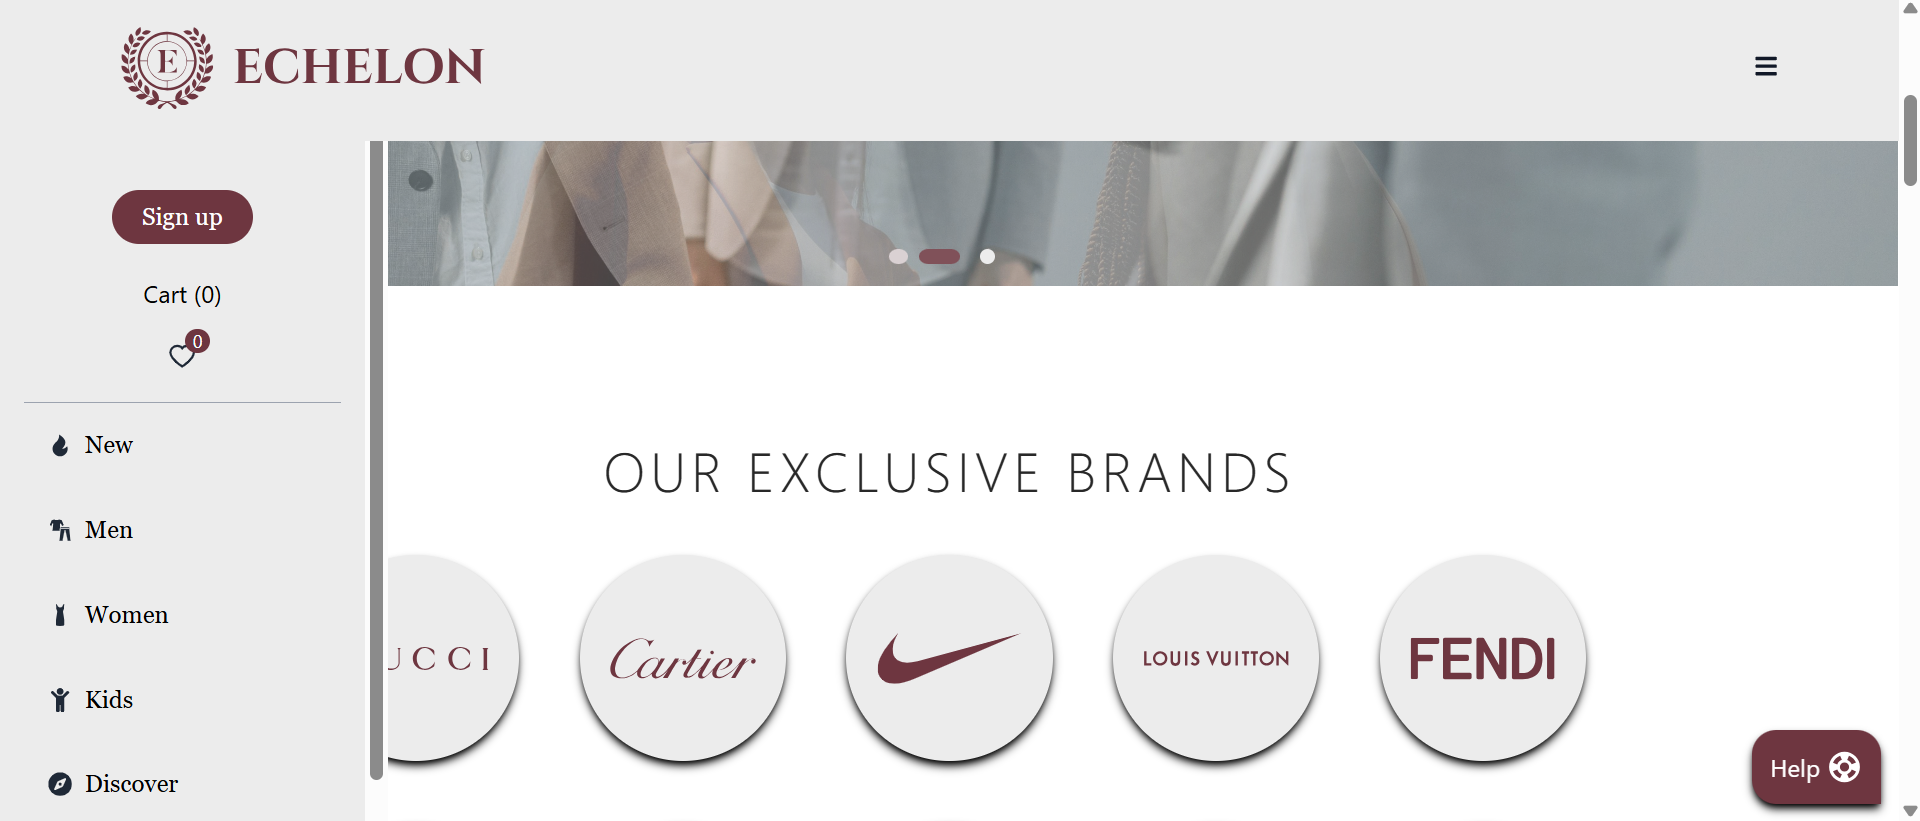 E ECHELON
Sign up
Cart (0)
0
New
Men
Women
Kids
Discover
OUR EXCLUSIVE BRANDS
UCCI
Cartier
LOUIS VUITTON
FENDI
Help